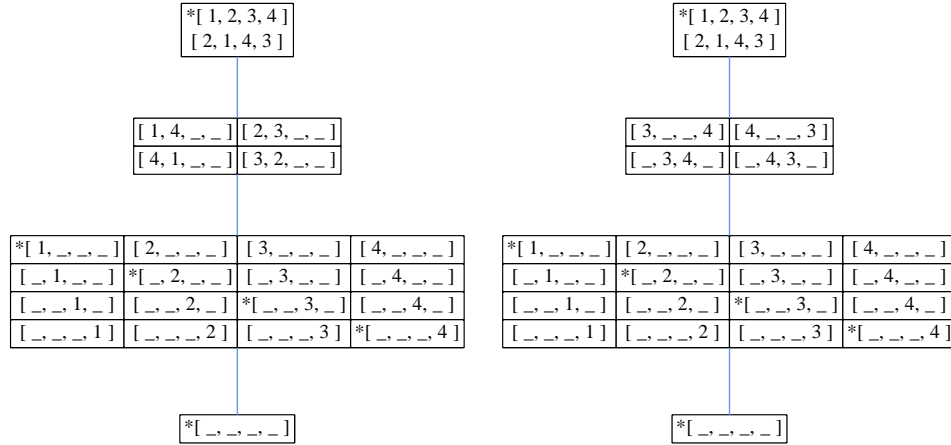 *[ 1, 2, 3, 4 ]
[ 2, 1, 4, 3 ]
[ 1, 4, _, _ ] [ 2, 3, _, _ ]
[ 4, 1, _, _ ] [ 3, 2, _, _ ]
*[ 1, _, _, _ ] [ 2, _, _, _ ] [ 3, _, _, _ ] [ 4, _, _, _ ]
[ _, 1, _, _ ] *[ _, 2, _, _ ] [ _, 3, _, _ ] [ _, 4, _, _ ]
[ _, _, 1, _ ] [ _, _, 2, _ ] *[ _, _, 3, _ ] [ _, _, 4, _ ]
[ _, _, _, 1 ] [ _, _, _, 2 ] [ _, _, _, 3 ] *[ _, _, _, 4 ]
*[ _, _, _, _ ]
*[ 1, 2, 3, 4 ]
[ 2, 1, 4, 3 ]
[ 3, _, _, 4 ] [ 4, _, _, 3 ]
[ _, 3, 4, _ ] [ _, 4, 3, _ ]
*[ 1, _, _, _ ] [ 2, _, _, _ ] [ 3, _, _, _ ] [ 4, _, _, _ ]
[ _, 1, _, _ ] *[ _, 2, _, _ ] [ _, 3, _, _ ] [ _, 4, _, _ ]
[ _, _, 1, _ ] [ _, _, 2, _ ] *[ _, _, 3, _ ] [ _, _, 4, _ ]
[ _, _, _, 1 ] [ _, _, _, 2 ] [ _, _, _, 3 ] *[ _, _, _, 4 ]
*[ _, _, _, _ ]